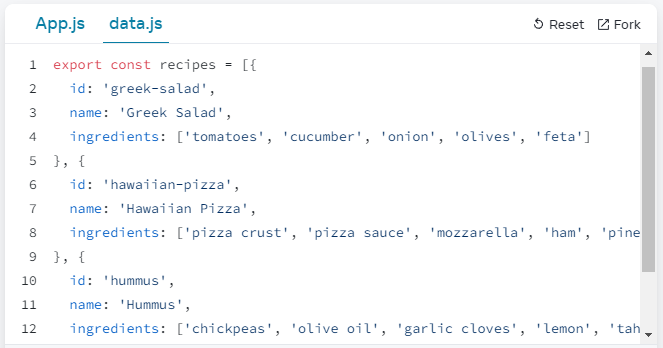 App.js data.js Reset Fork
1 export const recipes = [{
2 id: 'greek-salad',
3 name: 'Greek Salad',
4 ingredients: ['tomatoes', 'cucumber', 'onion', 'olives', 'feta']
5 }, {
6 id: 'hawaiian-pizza',
7 name: 'Hawaiian Pizza',
8 ingredients: ['pizza crust', 'pizza sauce', 'mozzarella', 'ham', 'pine
9 }, {
10 id: 'hummus',
11 name: 'Hummus',
12 ingredients: ['chickpeas', 'olive oil', 'garlic cloves', 'lemon', 'tah